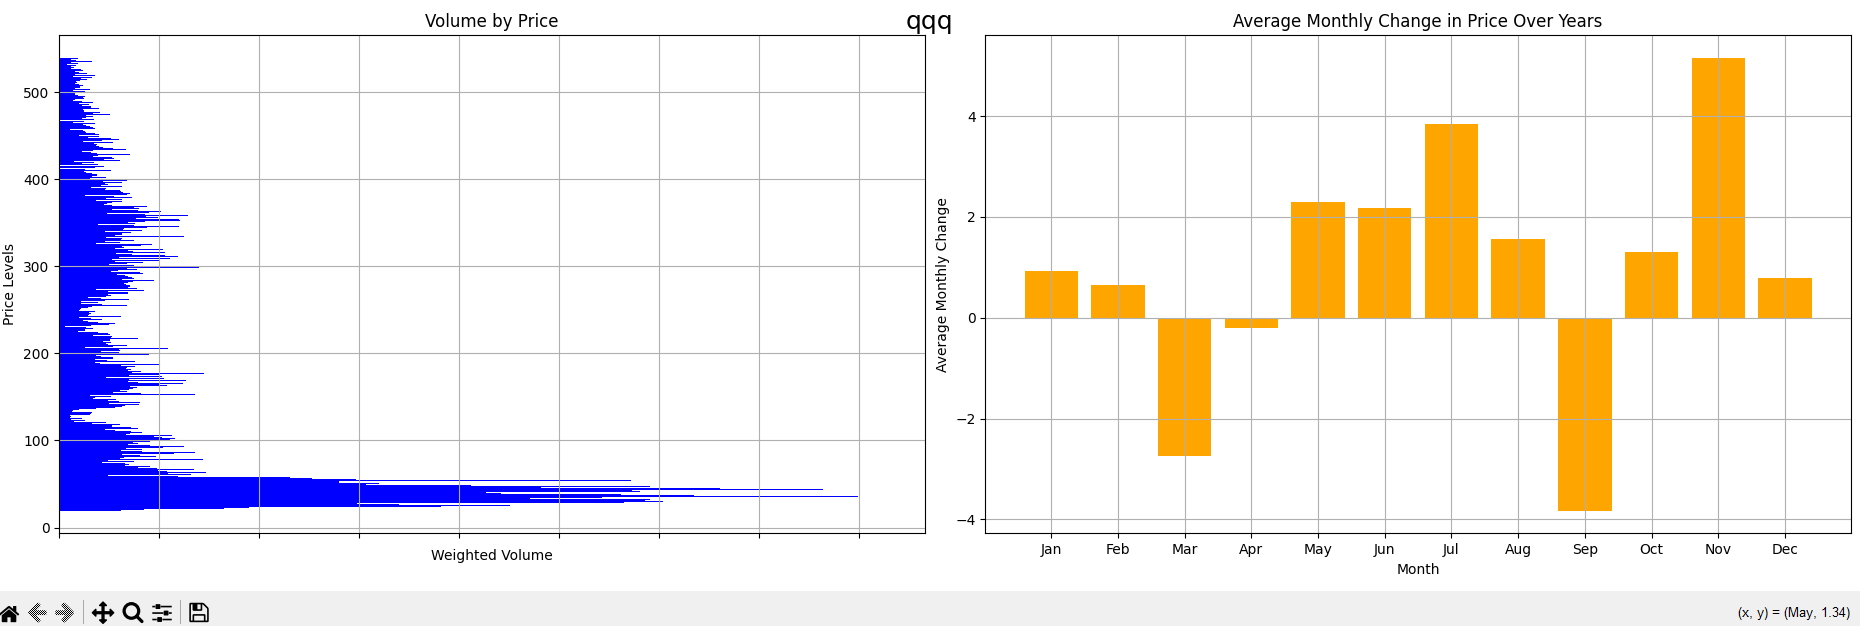 qqq
Volume by Price
500
400
300
200
100
0
Price Levels
Weighted Volume
Average Monthly Change in Price Over Years
4
2
0
−2
−4
Average Monthly Change
Jan Feb Mar Apr May Jun Jul Aug Sep Oct Nov Dec
Month
(x, y) = (May, 1.34)